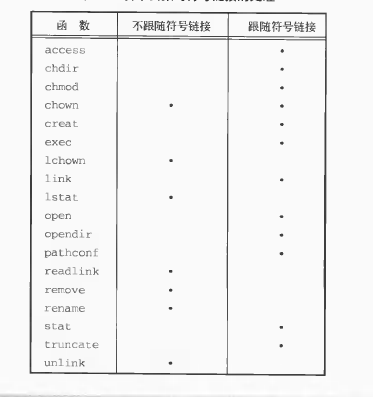 函 数 不跟随符号链接 跟随符号链接
access •
chdir •
chmod •
chown • •
creat •
exec •
lchown •
link •
lstat •
open •
opendir •
pathconf •
readlink •
remove •
rename •
stat •
truncate •
unlink •